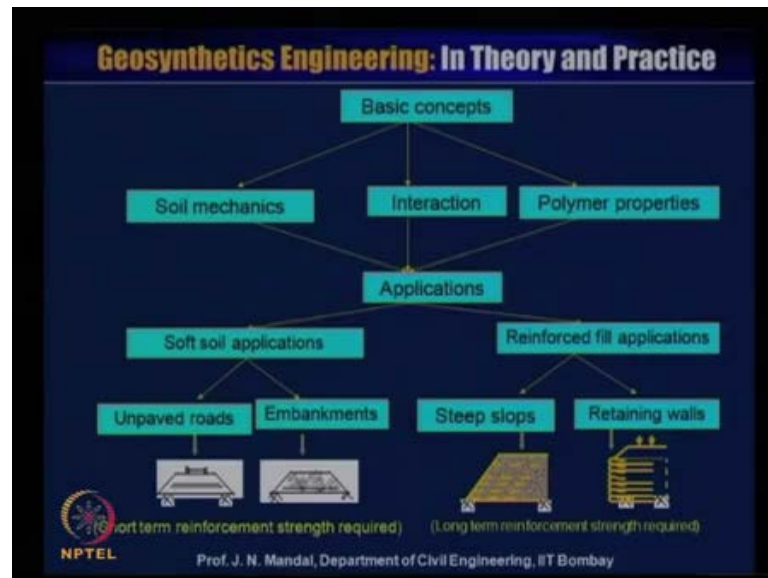 Geosynthetics Engineering: In Theory and Practice
Basic concepts
Soil mechanics
Interaction
Polymer properties
Applications
Soft soil applications
Reinforced fill applications
Unpaved roads
Embankments
Steep slops
Retaining walls
(Short term reinforcement strength required)
(Long term reinforcement strength required)
NPTEL
Prof. J. N. Mandal, Department of Civil Engineering, IIT Bombay